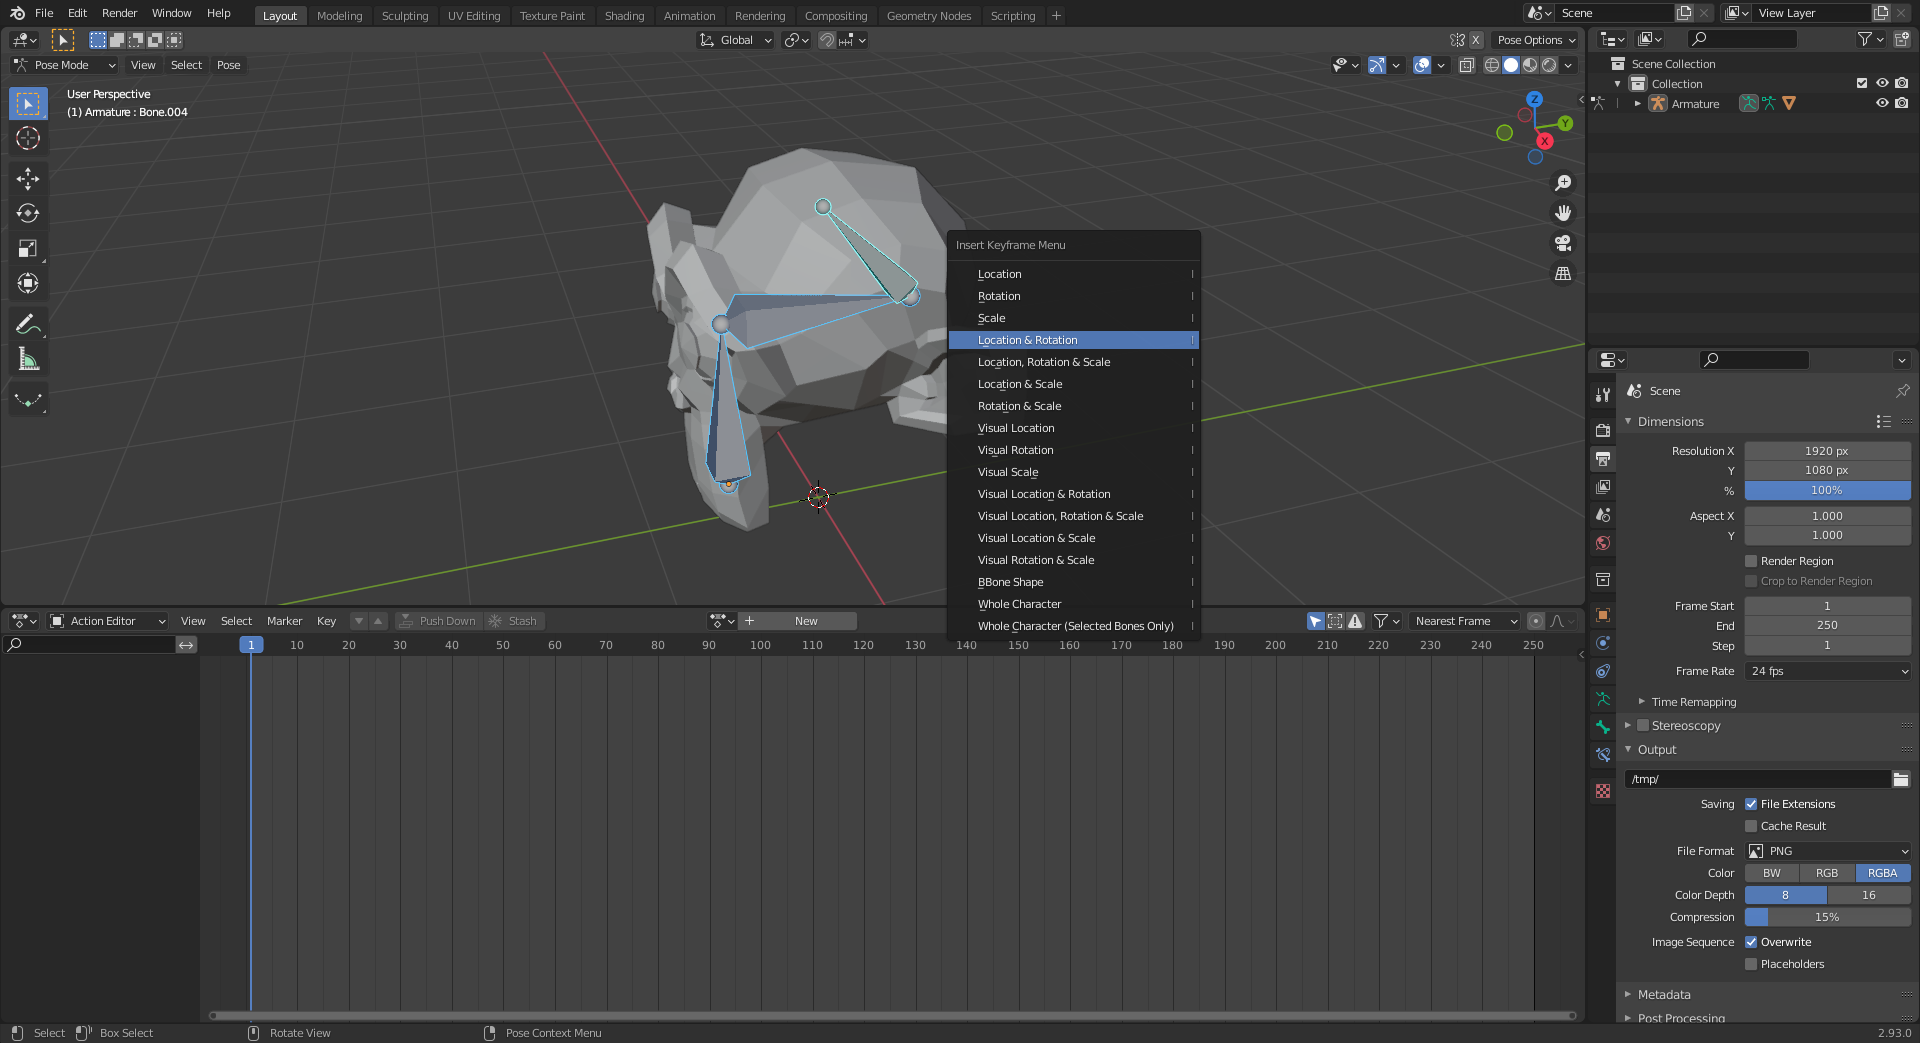 File Edit Render Window Help Layout Modeling Sculpting UV Editing Texture Paint Shading Animation Rendering Compositing Geometry Nodes Scripting + Scene View Layer
Global X Pose Options
Pose Mode View Select Pose
User Perspective
(1) Armature : Bone.004
Z
Y
X
Insert Keyframe Menu
Location I
Rotation I
Scale I
Location & Rotation I
Location, Rotation & Scale I
Location & Scale I
Rotation & Scale I
Visual Location I
Visual Rotation I
Visual Scale I
Visual Location & Rotation I
Visual Location, Rotation & Scale I
Visual Location & Scale I
Visual Rotation & Scale I
BBone Shape I
Whole Character I
Whole Character (Selected Bones Only) I
Scene Collection
Collection
Armature
Scene
Dimensions
Resolution X 1920 px
Y 1080 px
% 100%
Aspect X 1.000
Y 1.000
Render Region
Crop to Render Region
Frame Start 1
End 250
Step 1
Frame Rate 24 fps
Time Remapping
Stereoscopy
Output
/tmp/
Saving File Extensions
Cache Result
File Format PNG
Color BW RGB RGBA
Color Depth 8 16
Compression 15%
Image Sequence Overwrite
Placeholders
Metadata
Post Processing
Action Editor View Select Marker Key Push Down Stash + New Nearest Frame
1 10 20 30 40 50 60 70 80 90 100 110 120 130 140 150 160 170 180 190 200 210 220 230 240 250
Select Box Select Rotate View Pose Context Menu 2.93.0